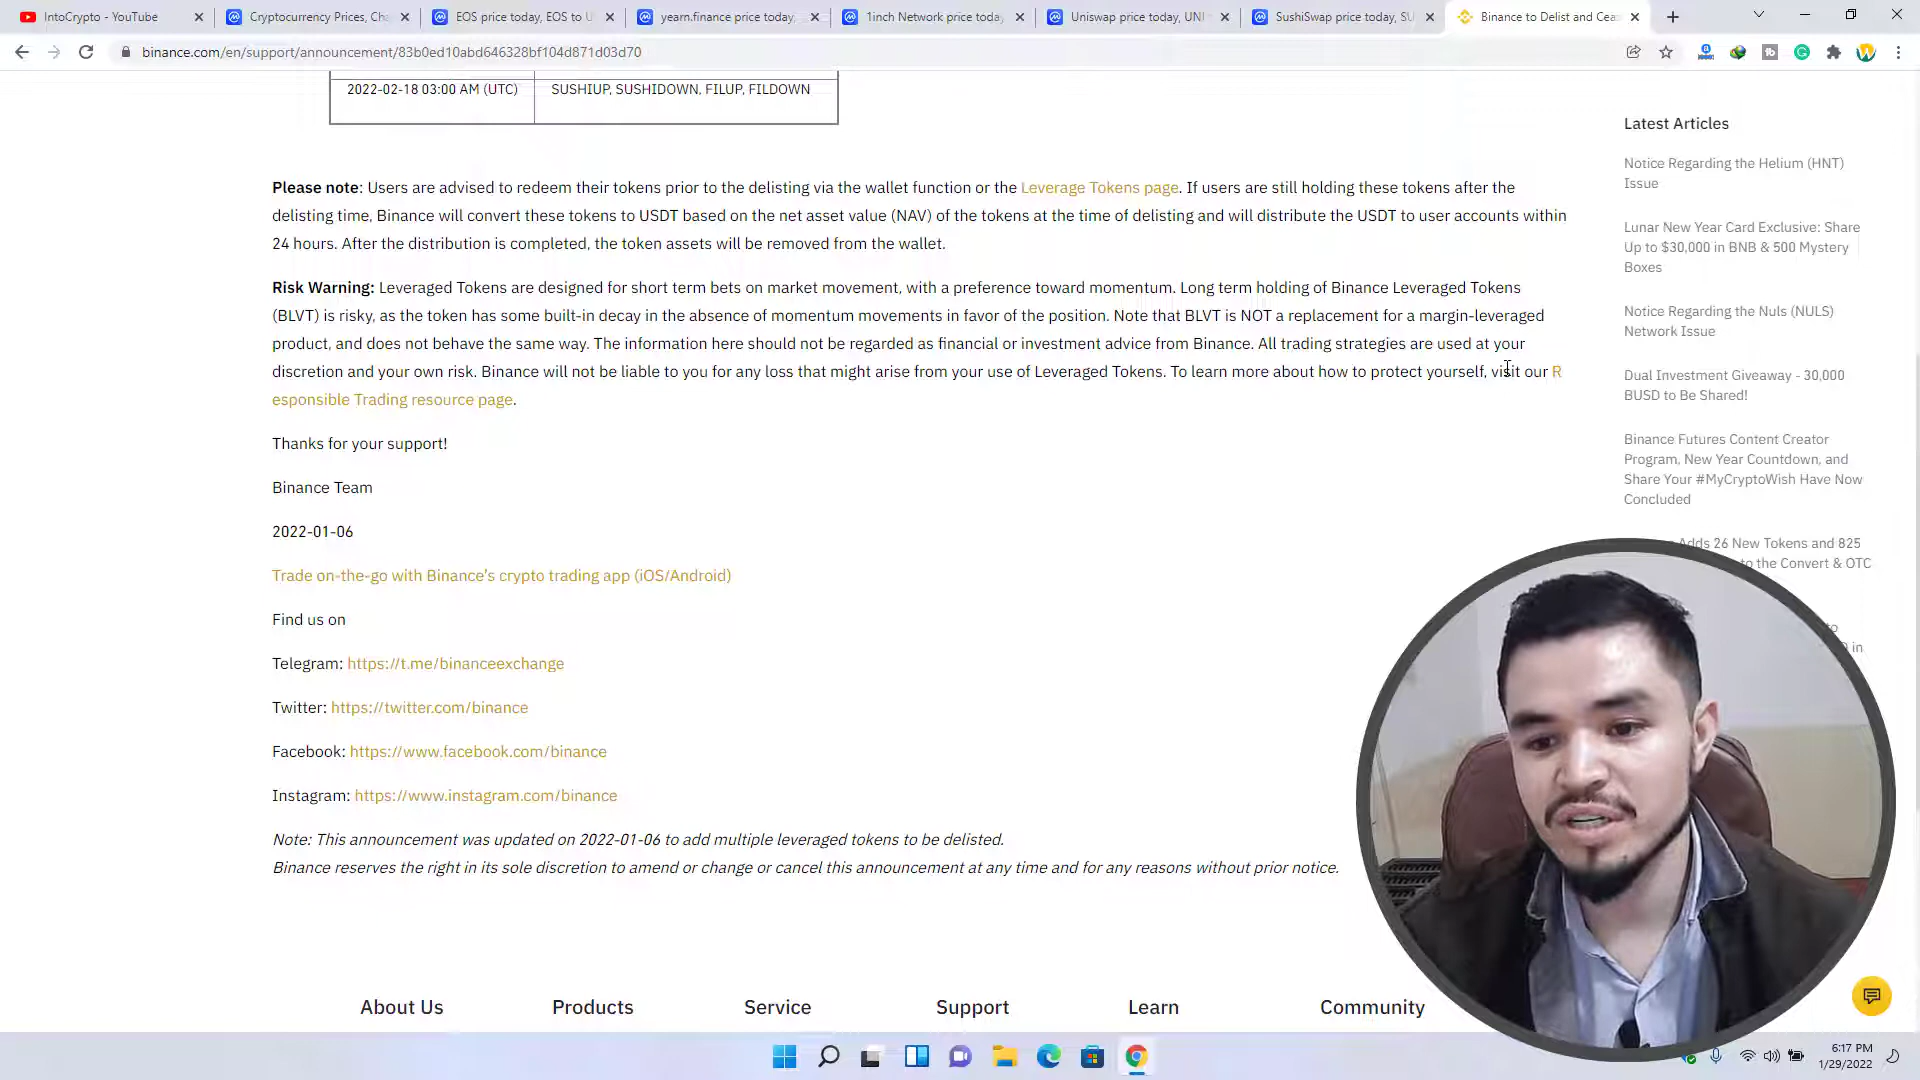 IntoCrypto - YouTube
Cryptocurrency Prices, Cha
EOS price today, EOS to U
yearn.finance price today,
1inch Network price toda
Uniswap price today, UNI
SushiSwap price today, SU
Binance to Delist and Cea
binance.com/en/support/announcement/83b0ed10abd646328bf104d871d03d70
2022-02-18 03:00 AM (UTC) SUSHIUP, SUSHIDOWN, FILUP, FILDOWN
Please note: Users are advised to redeem their tokens prior to the delisting via the wallet function or the Leverage Tokens page. If users are still holding these tokens after the
delisting time, Binance will convert these tokens to USDT based on the net asset value (NAV) of the tokens at the time of delisting and will distribute the USDT to user accounts within
24 hours. After the distribution is completed, the token assets will be removed from the wallet.
Risk Warning: Leveraged Tokens are designed for short term bets on market movement, with a preference toward momentum. Long term holding of Binance Leveraged Tokens
(BLVT) is risky, as the token has some built-in decay in the absence of momentum movements in favor of the position. Note that BLVT is NOT a replacement for a margin-leveraged
product, and does not behave the same way. The information here should not be regarded as financial or investment advice from Binance. All trading strategies are used at your
discretion and your own risk. Binance will not be liable to you for any loss that might arise from your use of Leveraged Tokens. To learn more about how to protect yourself, visit our R
esponsible Trading resource page.
Thanks for your support!
Binance Team
2022-01-06
Trade on-the-go with Binance's crypto trading app (iOS/Android)
Find us on
Telegram: https://t.me/binanceexchange
Twitter: https://twitter.com/binance
Facebook: https://www.facebook.com/binance
Instagram: https://www.instagram.com/binance
Note: This announcement was updated on 2022-01-06 to add multiple leveraged tokens to be delisted.
Binance reserves the right in its sole discretion to amend or change or cancel this announcement at any time and for any reasons without prior notice.
Latest Articles
Notice Regarding the Helium (HNT)
Issue
Lunar New Year Card Exclusive: Share
Up to $30,000 in BNB & 500 Mystery
Boxes
Notice Regarding the Nuls (NULS)
Network Issue
Dual Investment Giveaway - 30,000
BUSD to Be Shared!
Binance Futures Content Creator
Program, New Year Countdown, and
Share Your #MyCryptoWish Have Now
Concluded
Adds 26 New Tokens and 825
to the Convert & OTC
to
in
About Us
Products
Service
Support
Learn
Community
6:17 PM
1/29/2022